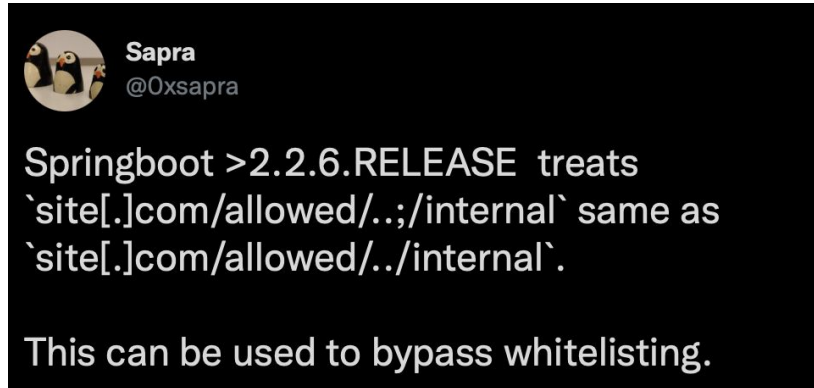 Sapra
@0xsapra
Springboot >2.2.6.RELEASE treats
`site[.]com/allowed/..;/internal` same as
`site[.]com/allowed/../internal`.
This can be used to bypass whitelisting.